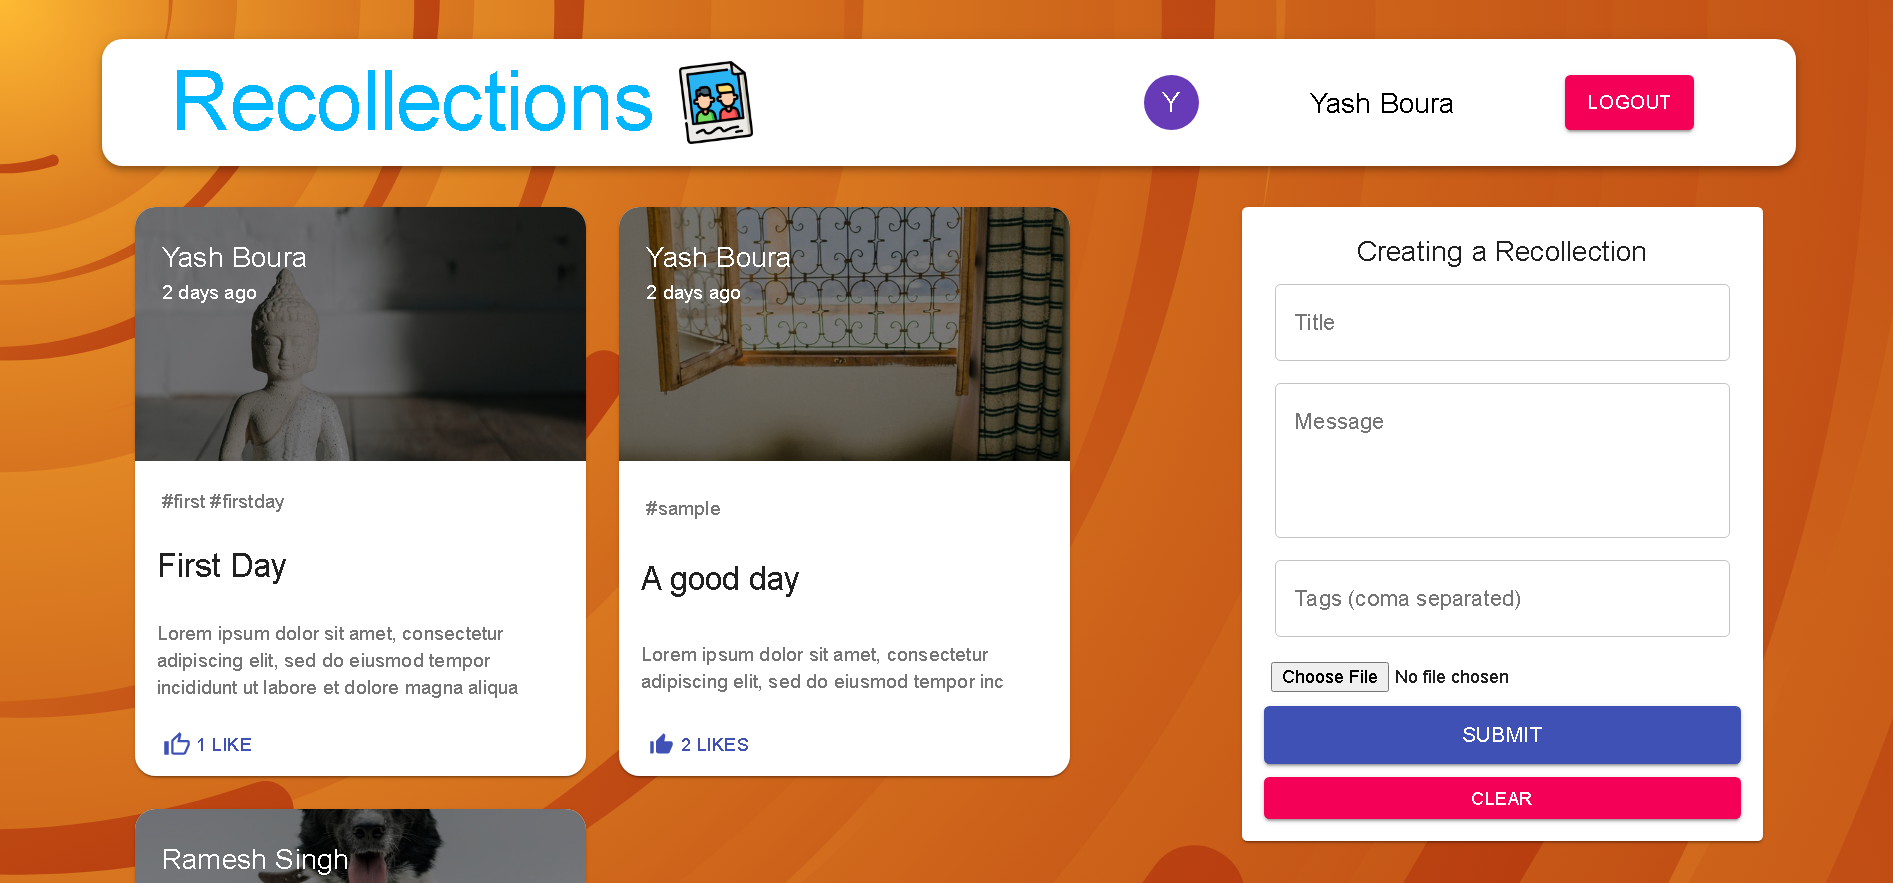 Recollections
Y
Yash Boura
LOGOUT
Yash Boura
2 days ago
#first #firstday
First Day
Lorem ipsum dolor sit amet, consectetur
adipiscing elit, sed do eiusmod tempor
incididunt ut labore et dolore magna aliqua
1 LIKE
Yash Boura
2 days ago
#sample
A good day
Lorem ipsum dolor sit amet, consectetur
adipiscing elit, sed do eiusmod tempor inc
2 LIKES
Ramesh Singh
Creating a Recollection
Title
Message
Tags (coma separated)
Choose File No file chosen
SUBMIT
CLEAR